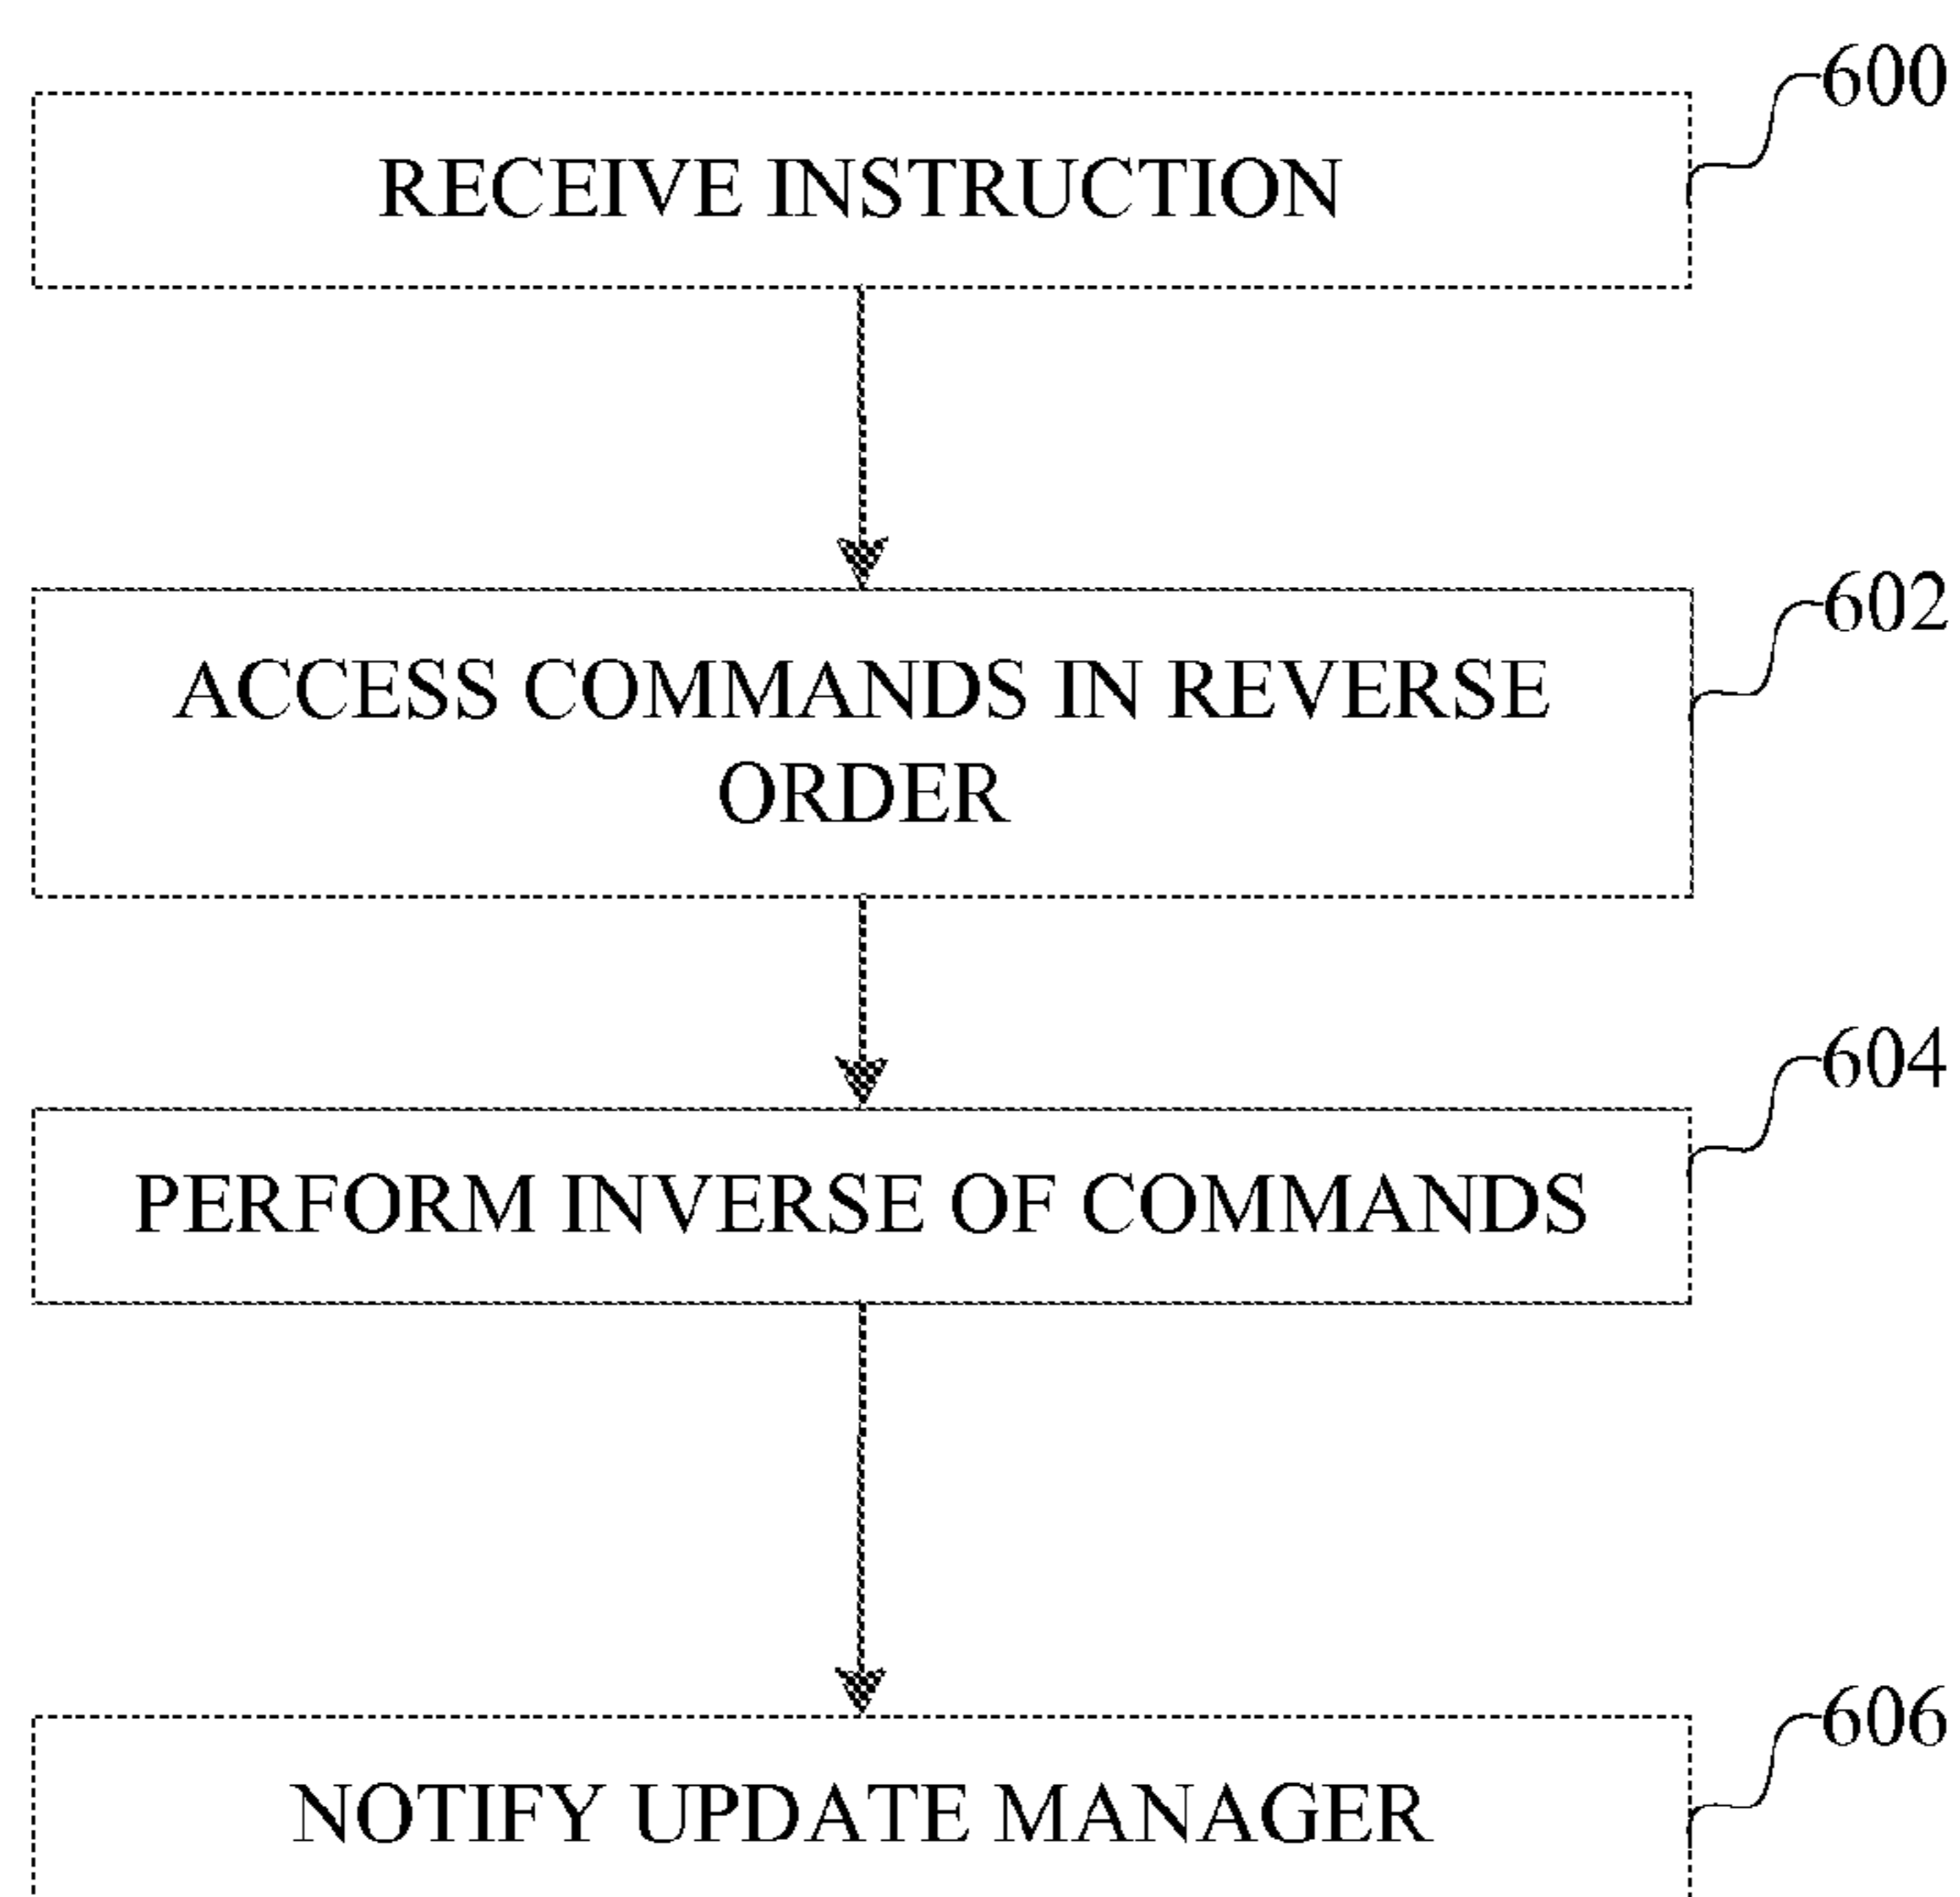 600
RECEIVE INSTRUCTION
602
ACCESS COMMANDS IN REVERSE
ORDER
604
PERFORM INVERSE OF COMMANDS
606
NOTIFY UPDATE MANAGER